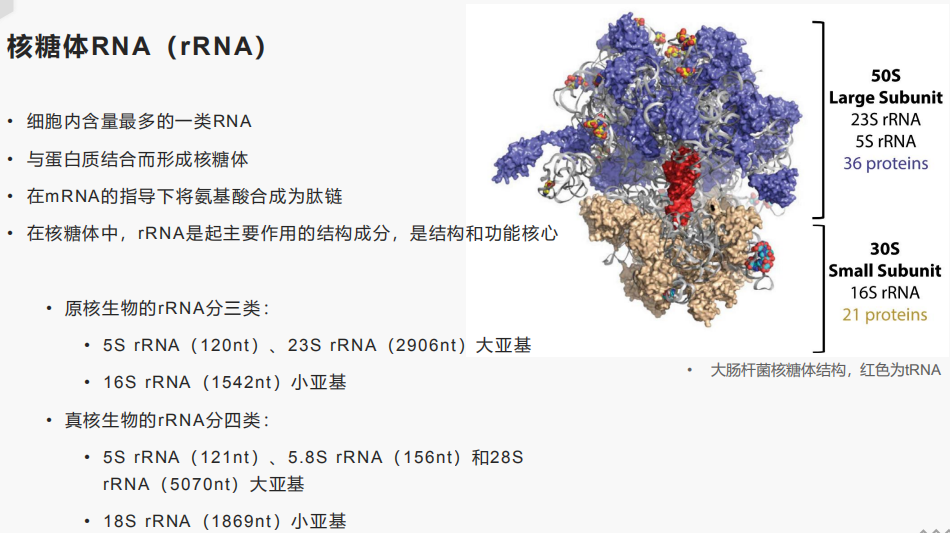 核糖体RNA（rRNA）
• 细胞内含量最多的一类RNA
• 与蛋白质结合而形成核糖体
• 在mRNA的指导下将氨基酸合成为肽链
• 在核糖体中，rRNA是起主要作用的结构成分，是结构和功能核心
• 原核生物的rRNA分三类：
• 5S rRNA（120nt）、23S rRNA（2906nt）大亚基
• 16S rRNA（1542nt）小亚基
• 真核生物的rRNA分四类：
• 5S rRNA（121nt）、5.8S rRNA（156nt）和28S
rRNA（5070nt）大亚基
• 18S rRNA（1869nt）小亚基
50S
Large Subunit
23S rRNA
5S rRNA
36 proteins
30S
Small Subunit
16S rRNA
21 proteins
• 大肠杆菌核糖体结构，红色为tRNA